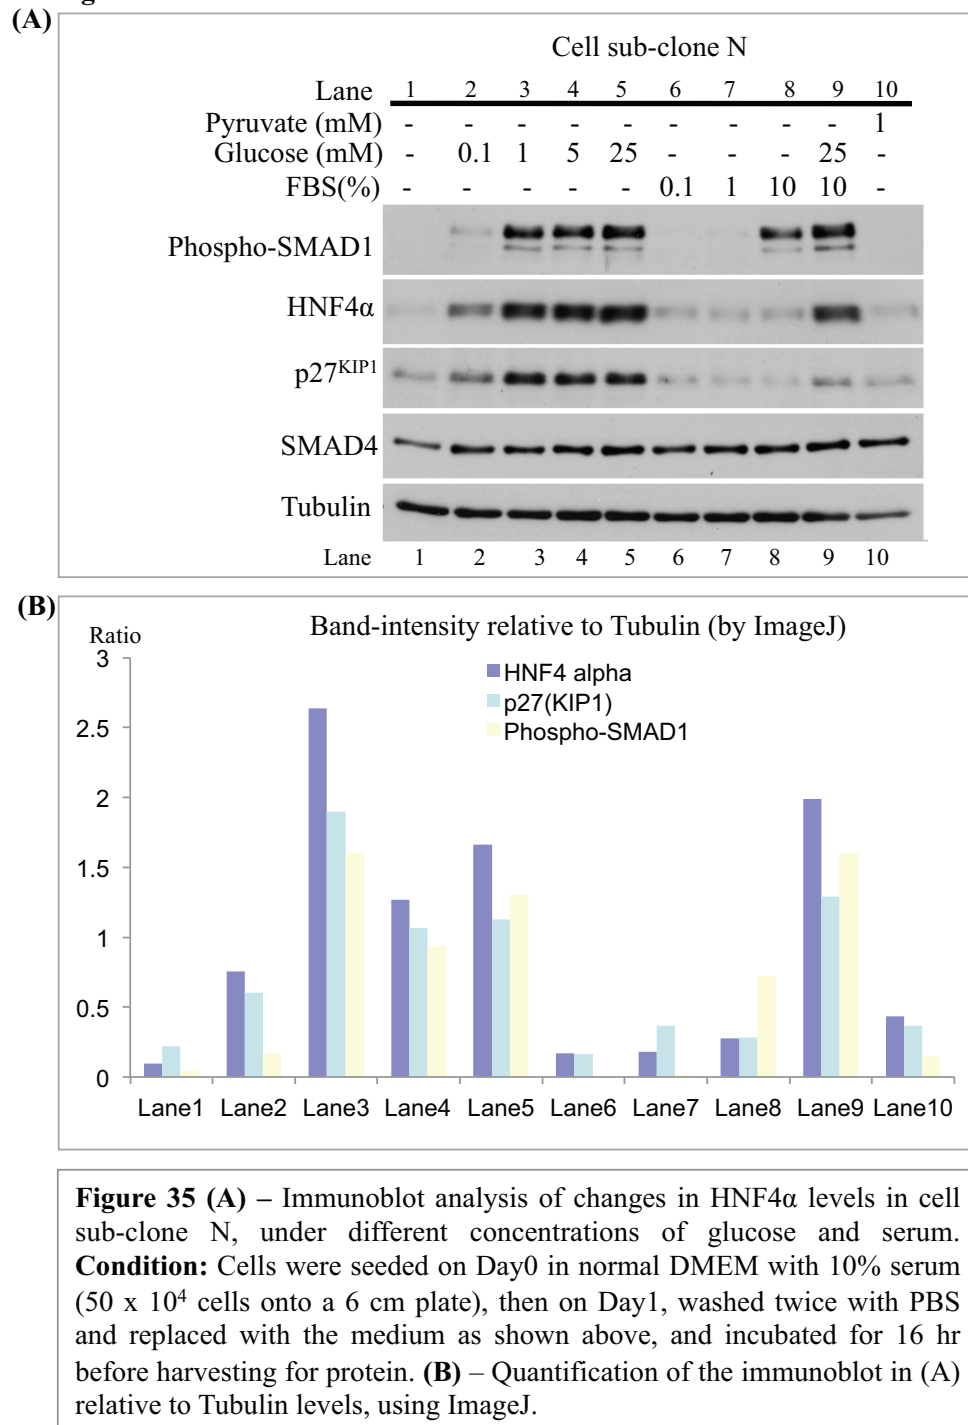 (A)
Cell sub-clone N
Lane 1 2 3 4 5 6 7 8 9 10
Pyruvate (mM) - - - - - - - - - 1
Glucose (mM) - 0.1 1 5 25 - - - 25 -
FBS(%) - - - - - 0.1 1 10 10 -
Phospho-SMAD1
HNF4α
p27KIP1
SMAD4
Tubulin
Lane 1 2 3 4 5 6 7 8 9 10
(B)
Band-intensity relative to Tubulin (by ImageJ)
Ratio
3
2.5
2
1.5
1
0.5
0
HNF4 alpha
p27(KIP1)
Phospho-SMAD1
Lane1 Lane2 Lane3 Lane4 Lane5 Lane6 Lane7 Lane8 Lane9 Lane10
Figure 35 (A) – Immunoblot analysis of changes in HNF4α levels in cell
sub-clone N, under different concentrations of glucose and serum.
Condition: Cells were seeded on Day0 in normal DMEM with 10% serum
(50 x 10⁴ cells onto a 6 cm plate), then on Day1, washed twice with PBS
and replaced with the medium as shown above, and incubated for 16 hr
before harvesting for protein. (B) – Quantification of the immunoblot in (A)
relative to Tubulin levels, using ImageJ.